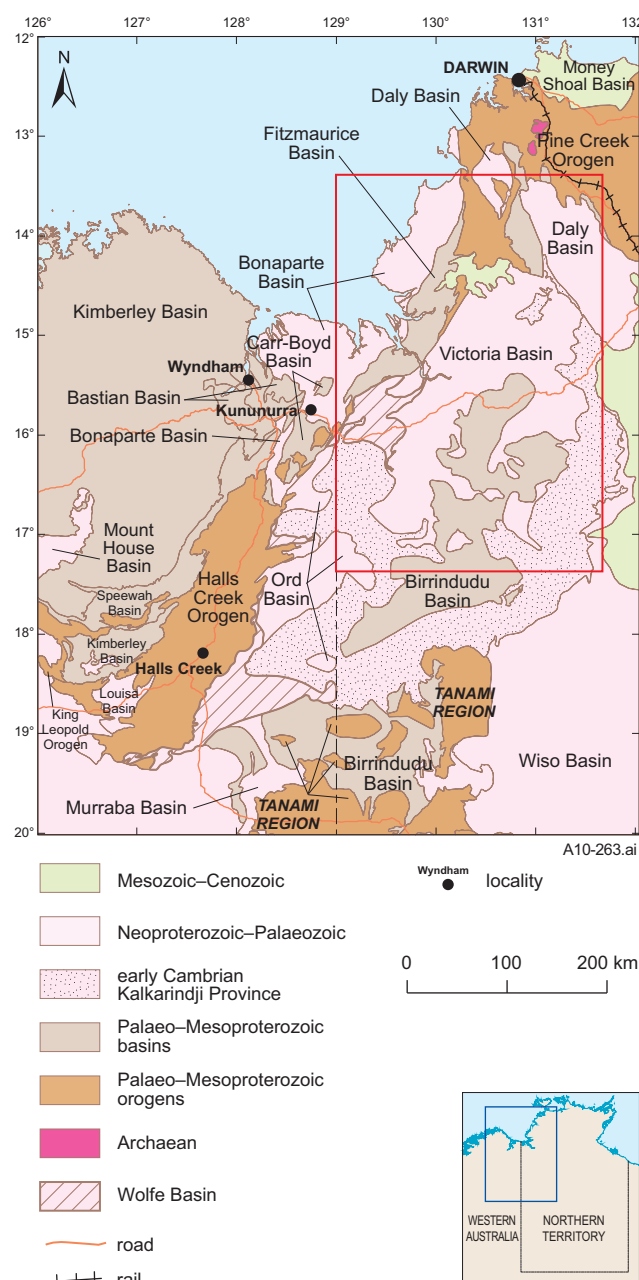 126°
127°
128°
129°
130°
131°
132
12°
N
DARWIN
Money
Shoal Basin
Daly Basin
Fitzmaurice
Basin
13°
Pine Creek
Orogen
14°
Daly
Basin
Bonaparte
Basin
Kimberley Basin
15°
Carr-Boyd
Basin
Victoria Basin
Wyndham
Bastian Basin
Kununurra
16°
Bonaparte Basin
17°
Mount
House
Basin
Halls
Creek
Orogen
Ord
Basin
Birrindudu
Basin
Speewah
Basin
18°
Kimberley
Basin
Halls Creek
Louisa
Basin
TANAMI
REGION
King
Leopold
Orogen
19°
Wiso Basin
Birrindudu
Basin
Murraba Basin
TANAMI
REGION
20°
A10-263.ai
Mesozoic–Cenozoic
Wyndham
locality
Neoproterozoic–Palaeozoic
0 100 200 km
early Cambrian
Kalkarindji Province
Palaeo–Mesoproterozoic
basins
Palaeo–Mesoproterozoic
orogens
Archaean
Wolfe Basin
road
rail
WESTERN
AUSTRALIA
NORTHERN
TERRITORY